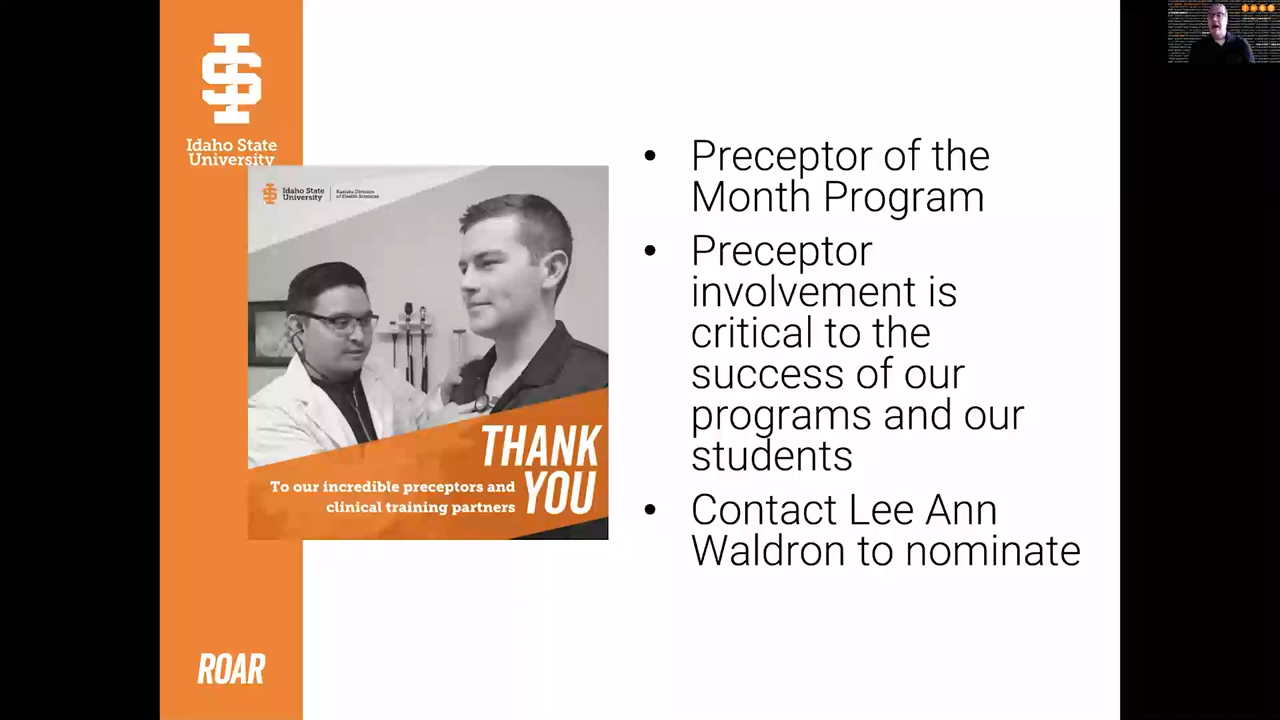 Idaho State
University
Idaho State
University
Kasiska Division
of Health Sciences
THANK
YOU
To our incredible preceptors and
clinical training partners
ROAR
• Preceptor of the
Month Program
• Preceptor
involvement is
critical to the
success of our
programs and our
students
• Contact Lee Ann
Waldron to nominate